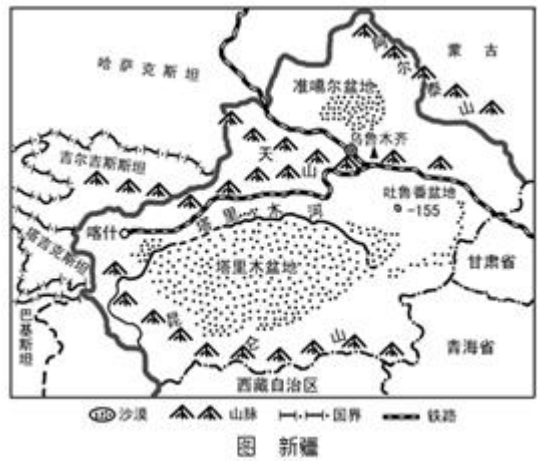 哈萨克斯坦
蒙古
阿尔泰山
准噶尔盆地
乌鲁木齐
吉尔吉斯斯坦
天山
吐鲁番盆地
-155
喀什
塔里木河
塔吉克斯坦
塔里木盆地
甘肃省
巴基斯坦
昆仑山
青海省
西藏自治区
沙漠 山脉 国界 铁路
图 新疆